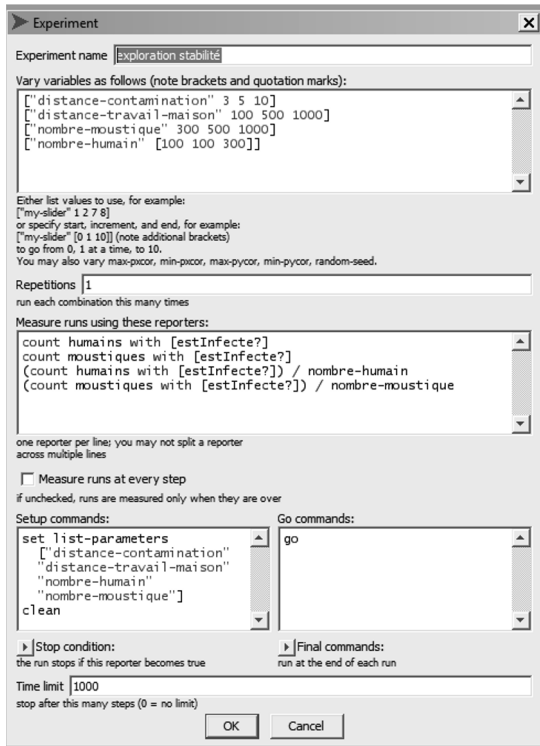 Experiment
Experiment name exploration stabilité
Vary variables as follows (note brackets and quotation marks):
["distance-contamination" 3 5 10]
["distance-travail-maison" 100 500 1000]
["nombre-moustique" 300 500 1000]
["nombre-humain" [100 100 300]]
Either list values to use, for example:
["my-slider" 1 2 7 8]
or specify start, increment, and end, for example:
["my-slider" [0 1 10]] (note additional brackets)
to go from 0, 1 at a time, to 10.
You may also vary max-pxcor, min-pxcor, max-pycor, min-pycor, random-seed.
Repetitions 1
run each combination this many times
Measure runs using these reporters:
count humains with [estInfecte?]
count moustiques with [estInfecte?]
(count humains with [estInfecte?]) / nombre-humain
(count moustiques with [estInfecte?]) / nombre-moustique
one reporter per line; you may not split a reporter
across multiple lines
Measure runs at every step
if unchecked, runs are measured only when they are over
Setup commands:
set list-parameters
["distance-contamination"
"distance-travail-maison"
"nombre-humain"
"nombre-moustique"]
clean
Go commands:
go
Stop condition:
the run stops if this reporter becomes true
Final commands:
run at the end of each run
Time limit 1000
stop after this many steps (0 = no limit)
OK Cancel